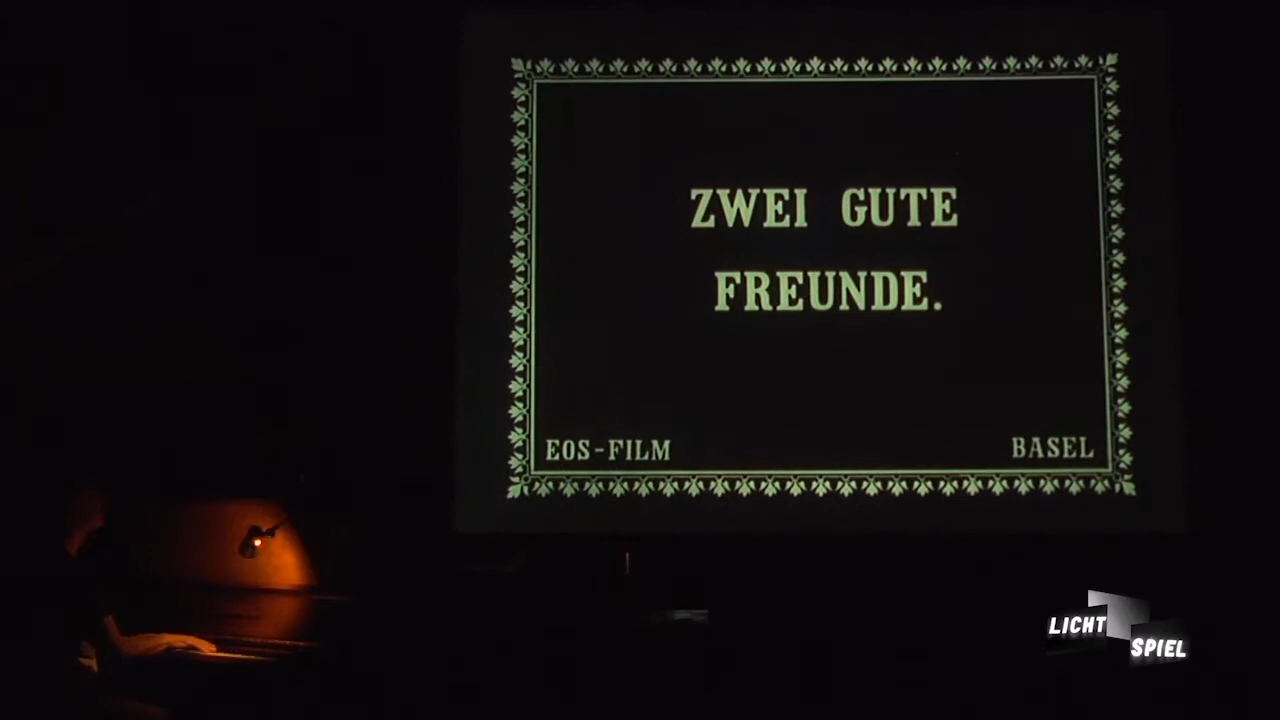 ZWEI GUTE
FREUNDE.
EOS-FILM
BASEL
LICHT
SPIEL